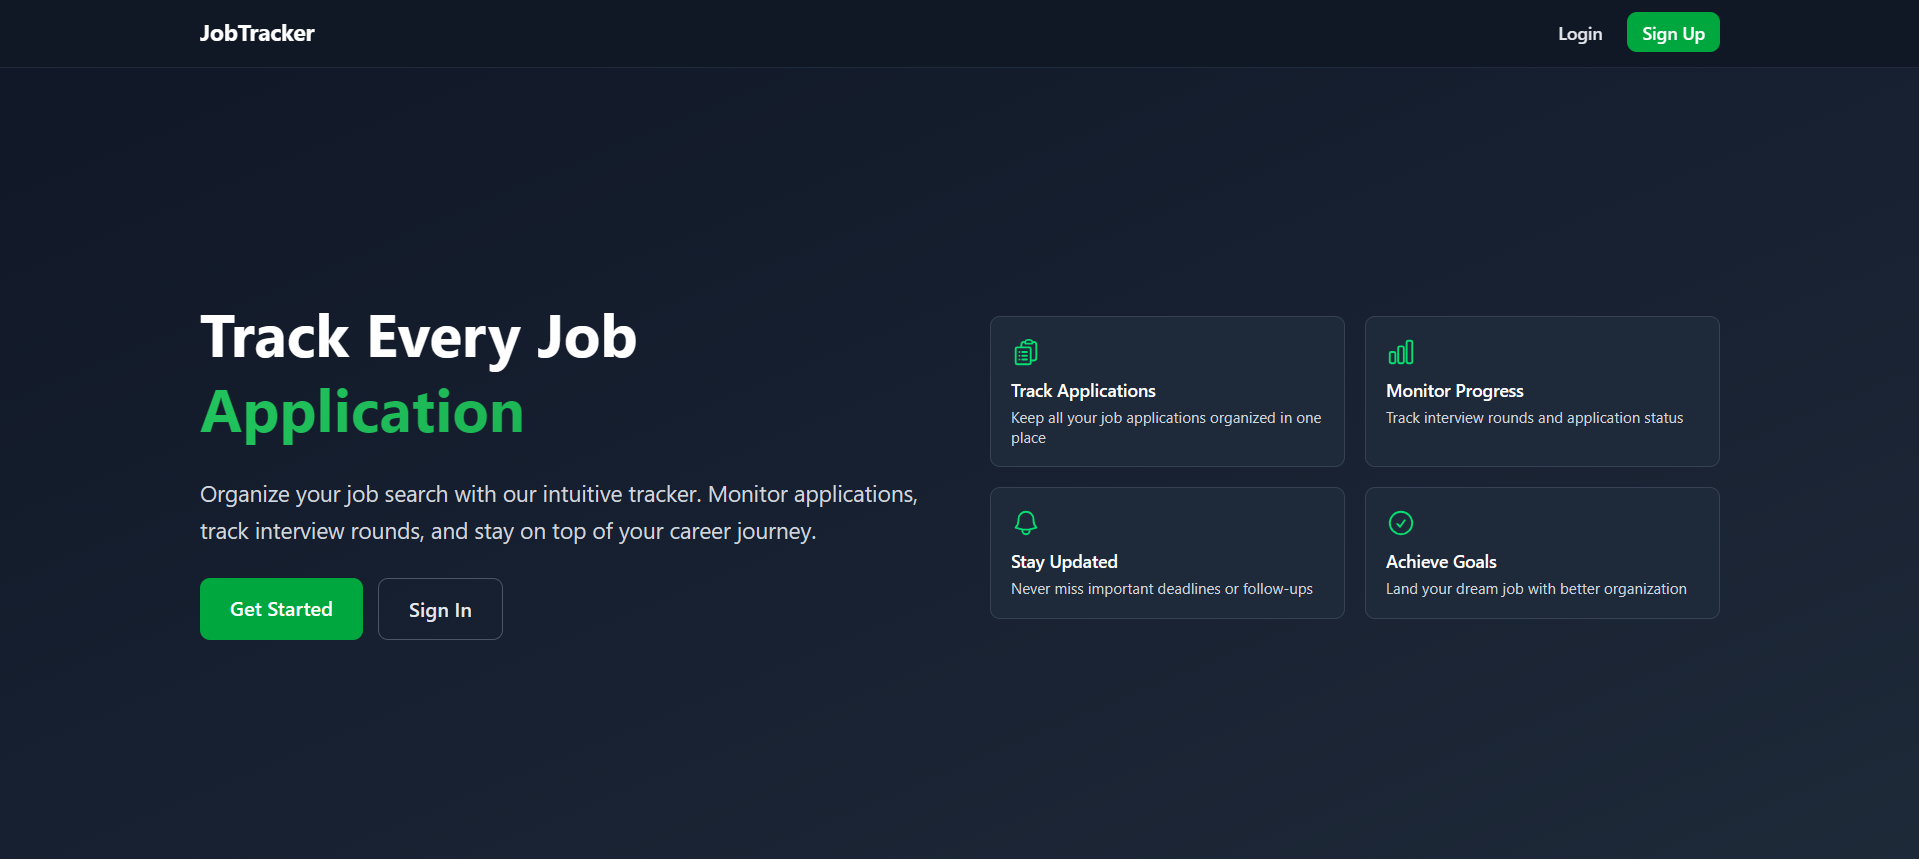 JobTracker
Login
Sign Up
Track Every Job
Application
Organize your job search with our intuitive tracker. Monitor applications,
track interview rounds, and stay on top of your career journey.
Get Started
Sign In
Track Applications
Keep all your job applications organized in one
place
Monitor Progress
Track interview rounds and application status
Stay Updated
Never miss important deadlines or follow-ups
Achieve Goals
Land your dream job with better organization